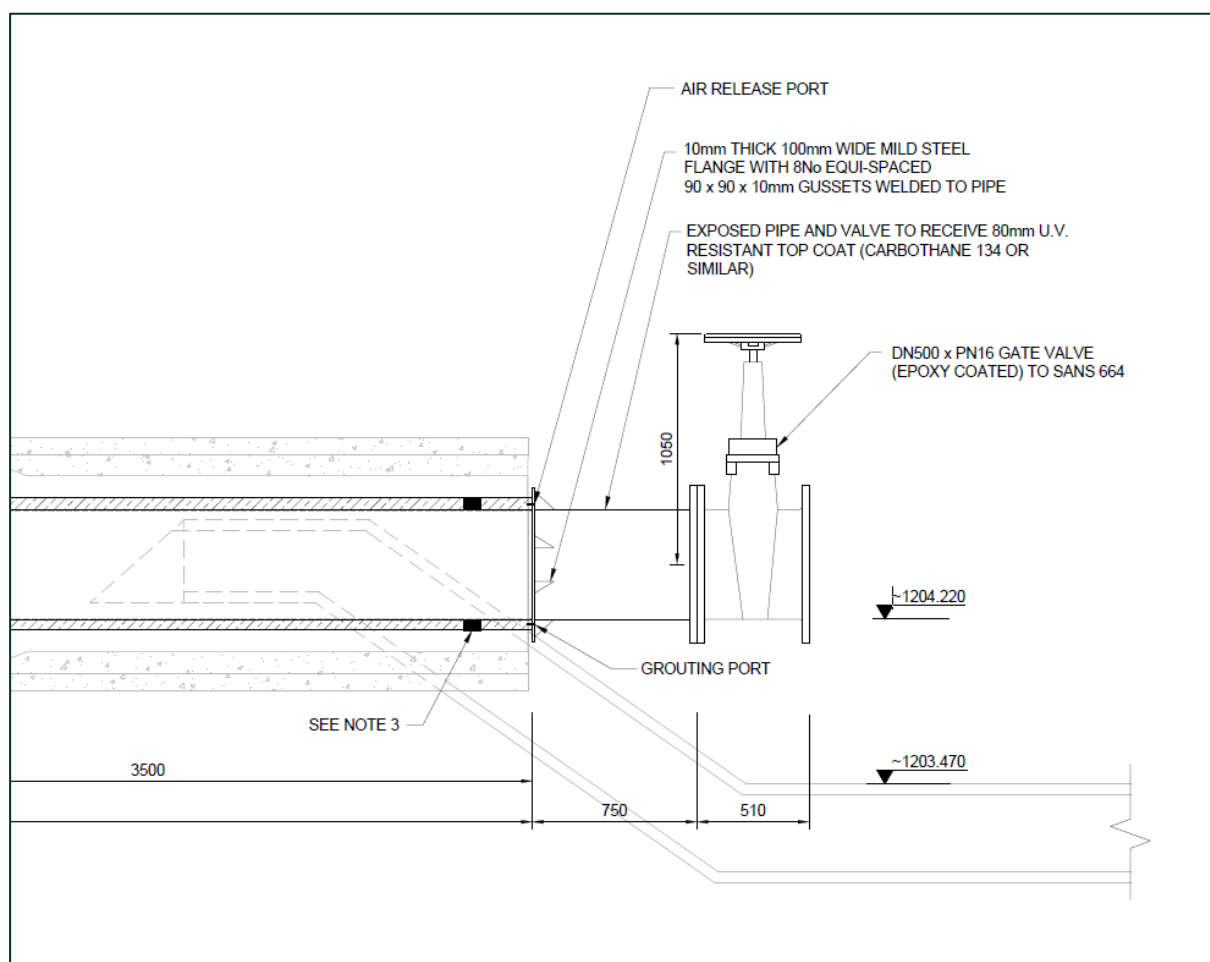 AIR RELEASE PORT
10mm THICK 100mm WIDE MILD STEEL
FLANGE WITH 8No EQUI-SPACED
90 x 90 x 10mm GUSSETS WELDED TO PIPE
EXPOSED PIPE AND VALVE TO RECEIVE 80mm U.V.
RESISTANT TOP COAT (CARBOTHANE 134 OR
SIMILAR)
DN500 x PN16 GATE VALVE
(EPOXY COATED) TO SANS 664
1050
~1204.220
GROUTING PORT
SEE NOTE 3
~1203.470
3500
750
510